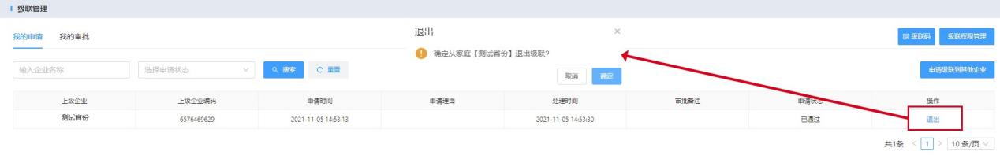 级联管理
我的申请 我的审批
退出
级联码 级联权限管理
确定从家庭【测试省份】退出级联?
输入企业名称 选择申请状态 搜索 重置
取消 确定
申请级联到其他企业
上级企业 上级企业编码 申请时间 申请理由 处理时间 审批备注 申请状态 操作
测试省份 6576469629 2021-11-05 14:53:13 2021-11-05 14:53:30 已通过 退出
共1条 < 1 > 10 条/页